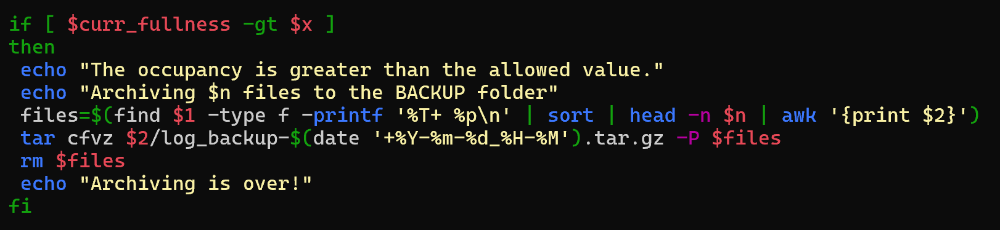 if [ $curr_fullness -gt $x ]
then
 echo "The occupancy is greater than the allowed value."
 echo "Archiving $n files to the BACKUP folder"
 files=$(find $1 -type f -printf '%T+ %p\n' | sort | head -n $n | awk '{print $2}')
 tar cfvz $2/log_backup-$(date '+%Y-%m-%d_%H-%M').tar.gz -P $files
 rm $files
 echo "Archiving is over!"
fi